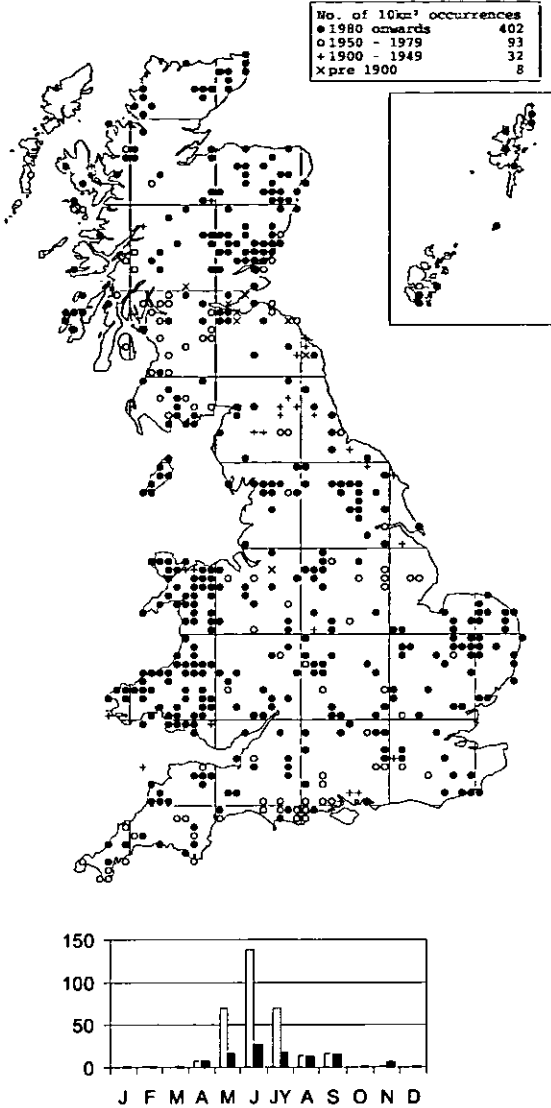 No. of 10km² occurrences
● 1980 onwards 402
○ 1950 - 1979 93
+ 1900 - 1949 32
× pre 1900 8
150
100
50
0
J F M A M J JY A S O N D